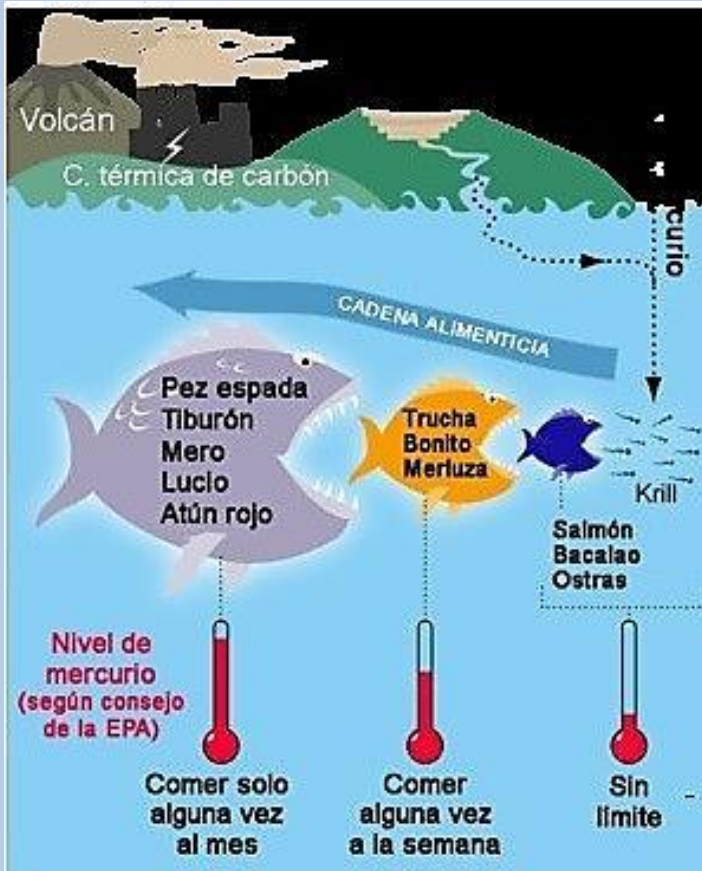 Volcán
C. térmica de carbón
curio
CADENA ALIMENTICIA
Pez espada
Tiburón
Mero
Lucio
Atún rojo
Trucha
Bonito
Merluza
Krill
Salmón
Bacalao
Ostras
Nivel de
mercurio
(según consejo
de la EPA)
Comer solo
alguna vez
al mes
Comer
alguna vez
a la semana
Sin
límite